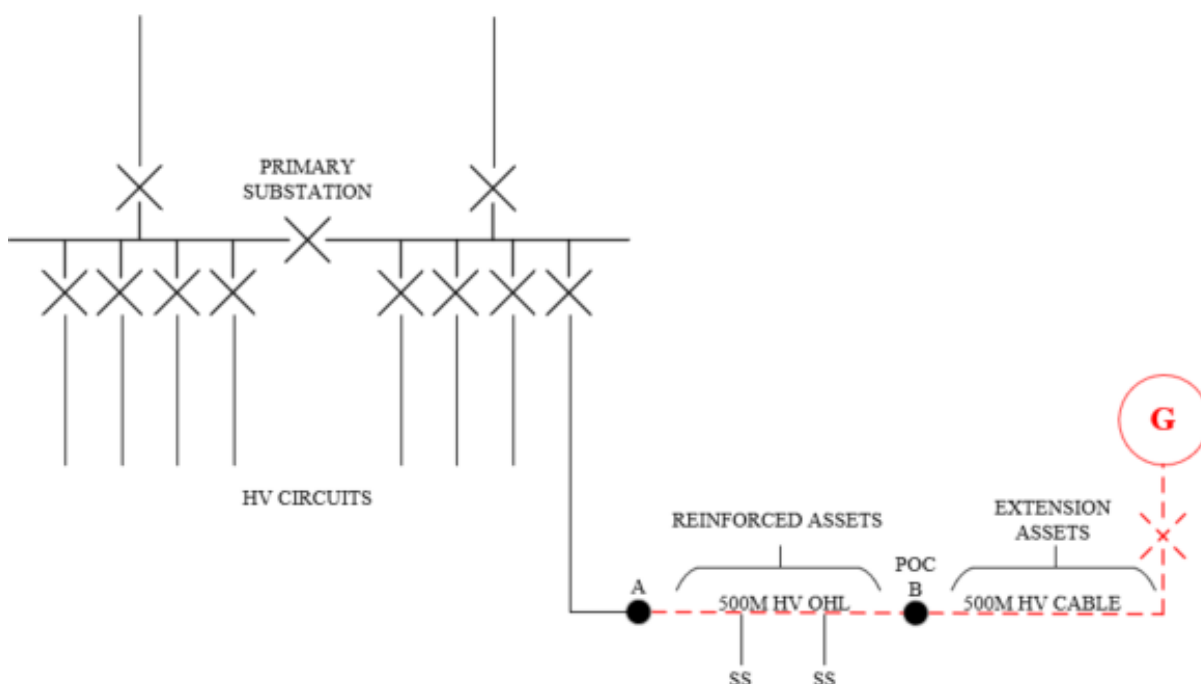 PRIMARY
SUBSTATION
HV CIRCUITS
G
REINFORCED ASSETS
EXTENSION
ASSETS
POC
A
B
500M HV OHL
500M HV CABLE
SS
SS